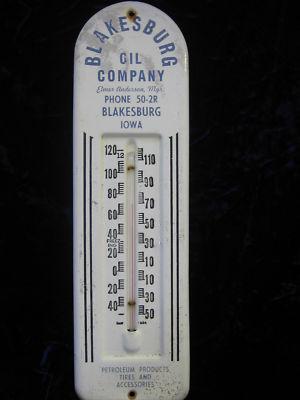 BLAKESBURG
OIL
COMPANY
Elmer Anderson, Mgr.
PHONE 50-2R
BLAKESBURG
IOWA
120 110
100 90
80 70
60 50
40 30
20 10
0 10
20 30
40 50
PETROLEUM PRODUCTS
TIRES AND
ACCESSORIES